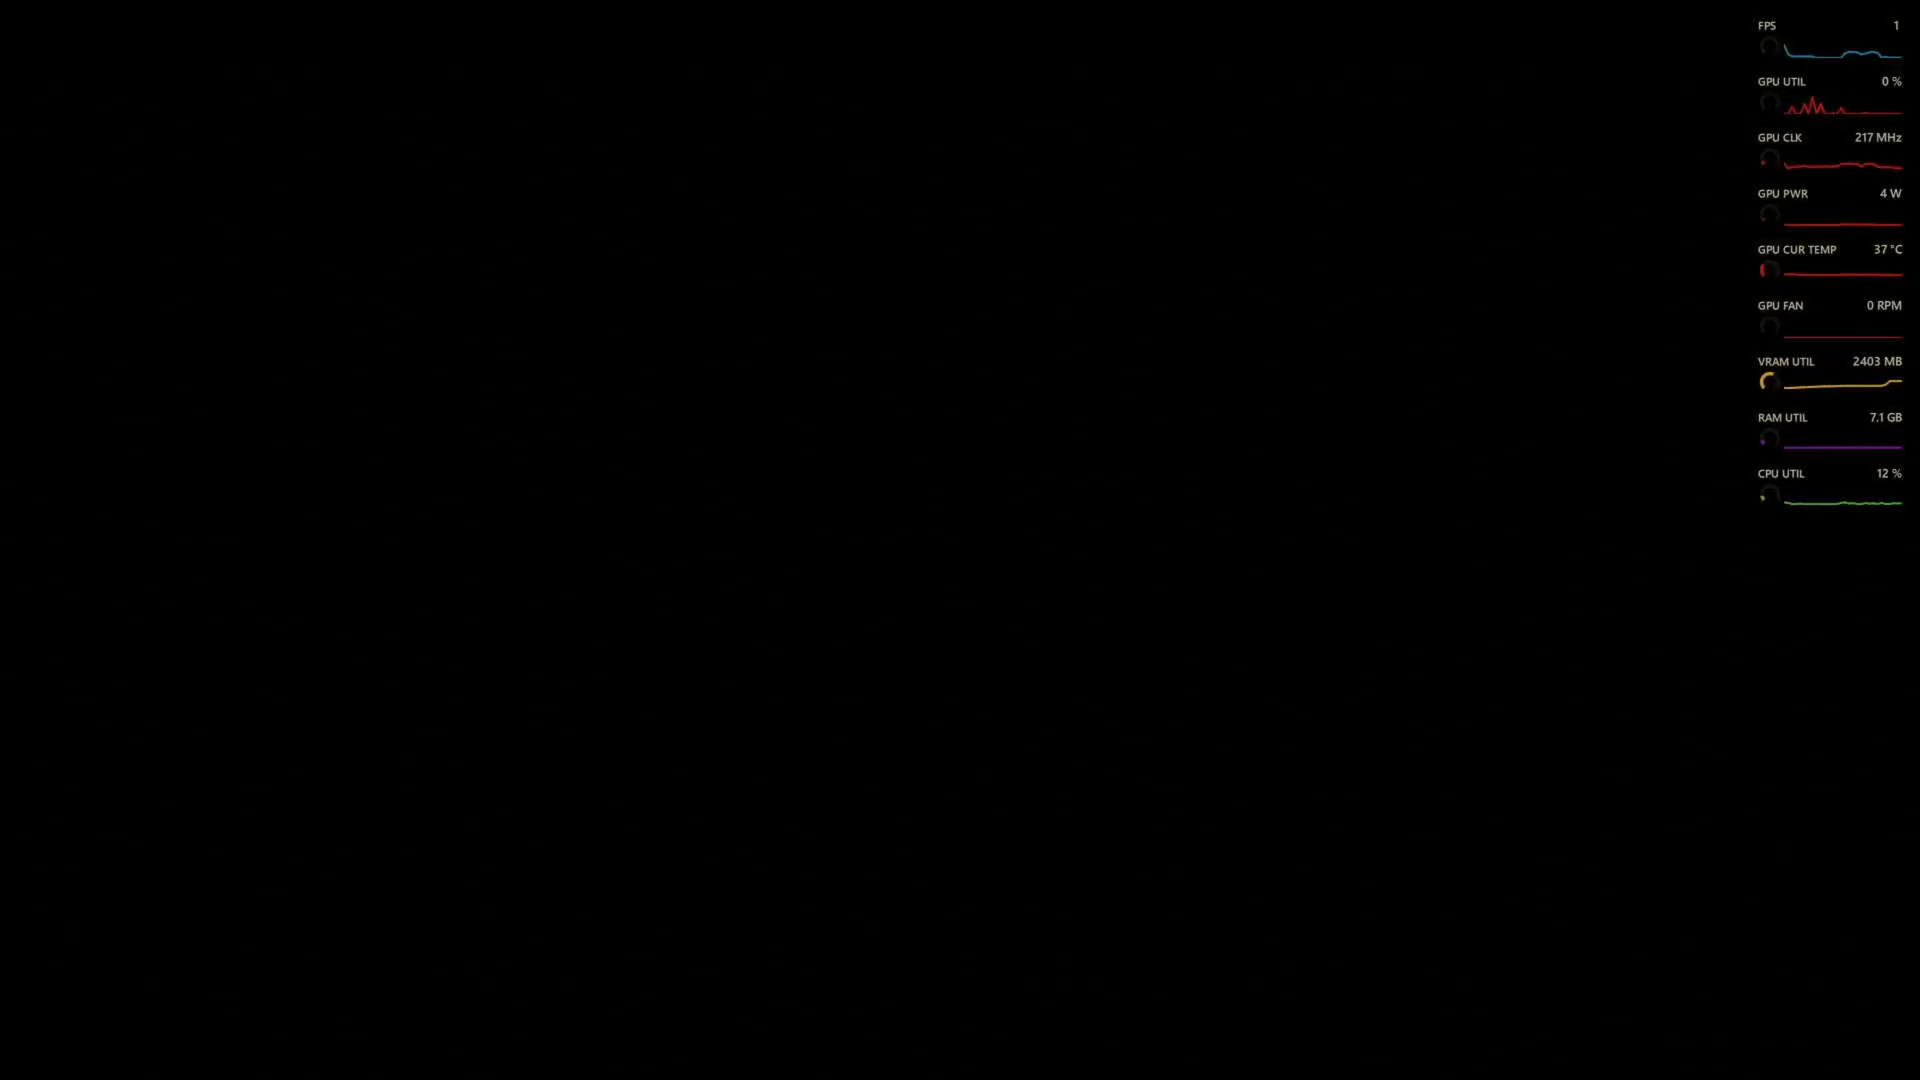 FPS 1
GPU UTIL 0 %
GPU CLK 217 MHz
GPU PWR 4 W
GPU CUR TEMP 37 °C
GPU FAN 0 RPM
VRAM UTIL 2403 MB
RAM UTIL 7.1 GB
CPU UTIL 12 %